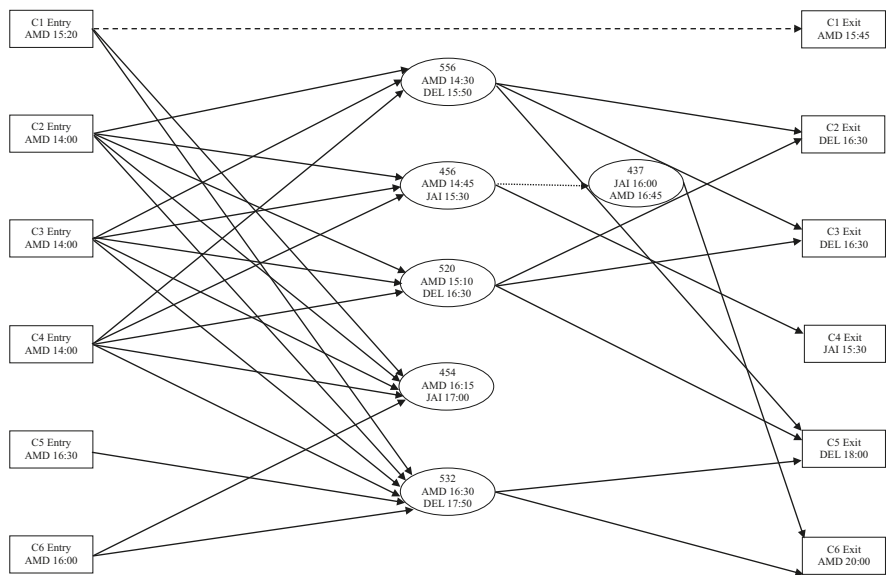 C1 Entry
AMD 15:20
C1 Exit
AMD 15:45
556
AMD 14:30
DEL 15:50
C2 Entry
AMD 14:00
C2 Exit
DEL 16:30
456
AMD 14:45
JAI 15:30
437
JAI 16:00
AMD 16:45
C3 Entry
AMD 14:00
C3 Exit
DEL 16:30
520
AMD 15:10
DEL 16:30
C4 Entry
AMD 14:00
C4 Exit
JAI 15:30
454
AMD 16:15
JAI 17:00
C5 Entry
AMD 16:30
C5 Exit
DEL 18:00
532
AMD 16:30
DEL 17:50
C6 Entry
AMD 16:00
C6 Exit
AMD 20:00